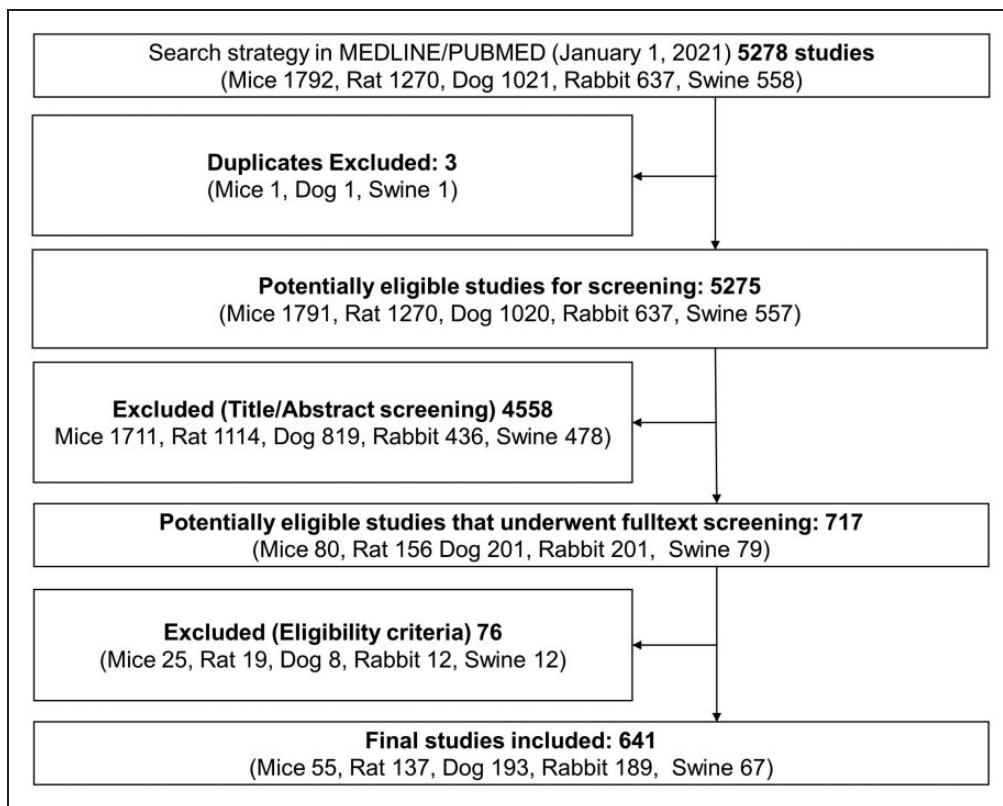 Search strategy in MEDLINE/PUBMED (January 1, 2021) 5278 studies
(Mice 1792, Rat 1270, Dog 1021, Rabbit 637, Swine 558)
Duplicates Excluded: 3
(Mice 1, Dog 1, Swine 1)
Potentially eligible studies for screening: 5275
(Mice 1791, Rat 1270, Dog 1020, Rabbit 637, Swine 557)
Excluded (Title/Abstract screening) 4558
Mice 1711, Rat 1114, Dog 819, Rabbit 436, Swine 478)
Potentially eligible studies that underwent fulltext screening: 717
(Mice 80, Rat 156 Dog 201, Rabbit 201, Swine 79)
Excluded (Eligibility criteria) 76
(Mice 25, Rat 19, Dog 8, Rabbit 12, Swine 12)
Final studies included: 641
(Mice 55, Rat 137, Dog 193, Rabbit 189, Swine 67)